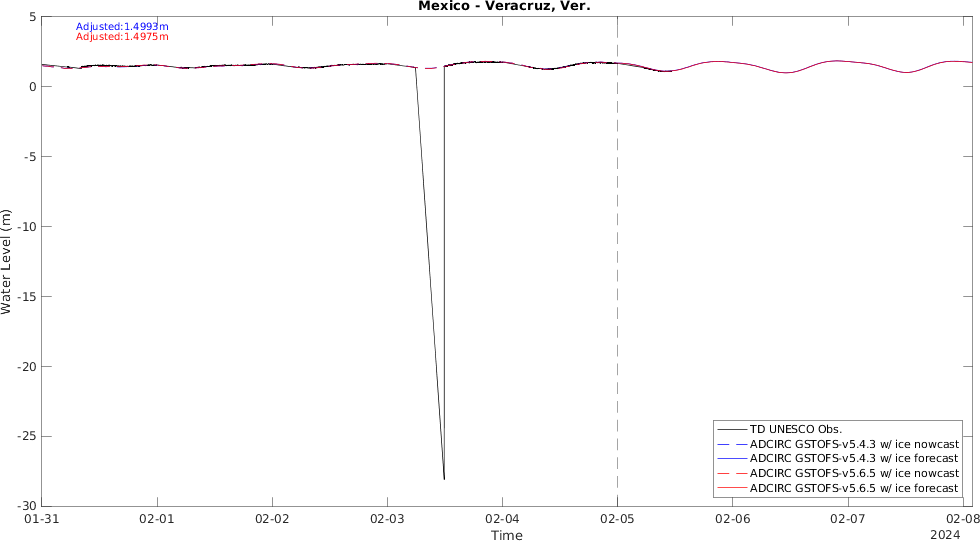 Mexico - Veracruz, Ver.
Adjusted:1.4993m
Adjusted:1.4975m
Water Level (m)
5
0
-5
-10
-15
-20
-25
-30
TD UNESCO Obs.
ADCIRC GSTOFS-v5.4.3 w/ ice nowcast
ADCIRC GSTOFS-v5.4.3 w/ ice forecast
ADCIRC GSTOFS-v5.6.5 w/ ice nowcast
ADCIRC GSTOFS-v5.6.5 w/ ice forecast
01-31 02-01 02-02 02-03 02-04 02-05 02-06 02-07 02-08
Time
2024